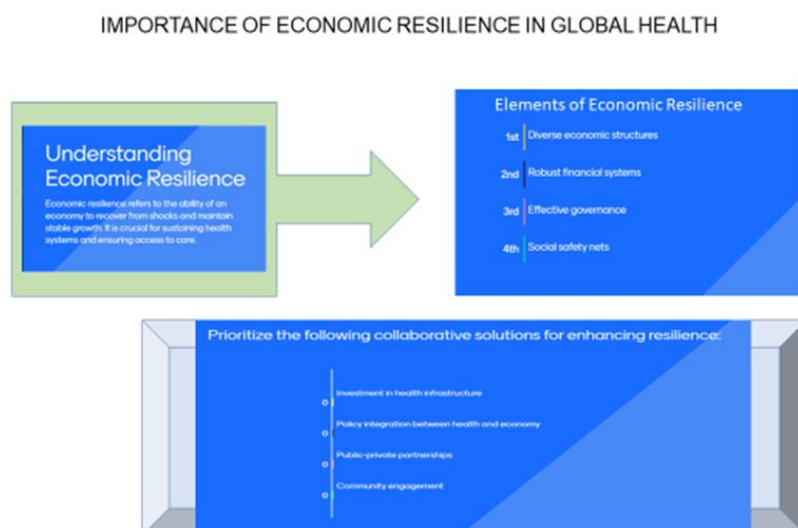 IMPORTANCE OF ECONOMIC RESILIENCE IN GLOBAL HEALTH
Understanding
Economic Resilience
Economic resilience refers to the ability of an
economy to recover from shocks and maintain
stable growth. It is crucial for sustaining health
systems and ensuring access to care.
Elements of Economic Resilience
1st Diverse economic structures
2nd Robust financial systems
3rd Effective governance
4th Social safety nets
Prioritize the following collaborative solutions for enhancing resilience:
0 Investment in health infrastructure
0 Policy integration between health and economy
0 Public-private partnerships
0 Community engagement